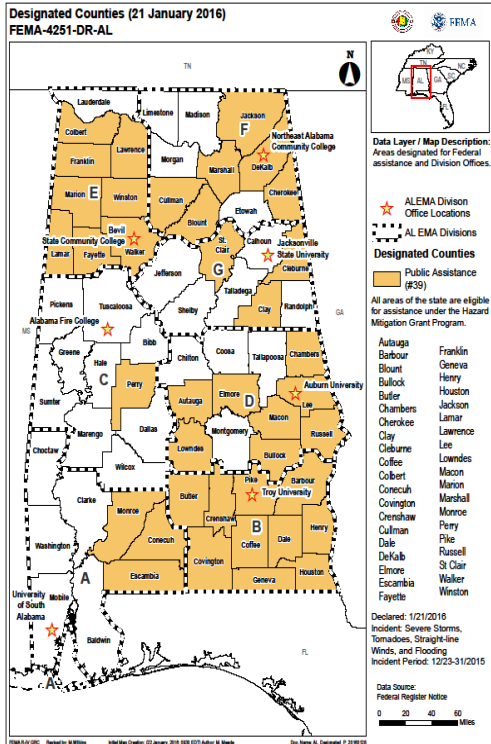 Designated Counties (21 January 2016)
FEMA-4251-DR-AL
FEMA
N
TN
KY
TN
NC
MS
AL
GA
SC
FL
Data Layer / Map Description:
Areas designated for Federal
assistance and Division Offices.
ALEMA Divison
Office Locations
AL EMA Divisions
Designated Counties
Public Assistance
(#39)
All areas of the state are eligible
for assistance under the Hazard
Mitigation Grant Program.
Autauga
Barbour
Blount
Bullock
Butler
Chambers
Cherokee
Clay
Cleburne
Coffee
Colbert
Conecuh
Covington
Crenshaw
Cullman
Dale
DeKalb
Elmore
Escambia
Fayette
Franklin
Geneva
Henry
Houston
Jackson
Lamar
Lawrence
Lee
Lowndes
Macon
Marion
Marshall
Monroe
Perry
Pike
Russell
St Clair
Walker
Winston
Declared: 1/21/2016
Incident: Severe Storms,
Tornadoes, Straight-line
Winds, and Flooding
Incident Period: 12/23-31/2015
Data Source:
Federal Register Notice
0 20 40 60
Miles
Lauderdale
Limestone
Madison
Jackson
Colbert
F
Lawrence
Northeast Alabama
Community College
Franklin
Morgan
Marshall
DeKalb
Marion
E
Winston
Cullman
Cherokee
Blount
Etowah
Bevil
State Community College
Walker
Lamar
Fayette
St.
Clair
Calhoun
Jacksonville
State University
Cleburne
Jefferson
G
Pickens
Tuscaloosa
Talladega
Clay
Randolph
Shelby
MS
GA
Alabama Fire College
Bibb
Greene
Hale
Chilton
Coosa
Tallapoosa
Chambers
C
Perry
Elmore
D
Auburn University
Lee
Sumter
Autauga
Macon
Marengo
Dallas
Montgomery
Russell
Choctaw
Lowndes
Bullock
Wilcox
Pike
Barbour
Clarke
Butler
Troy University
Monroe
Crenshaw
B
Henry
Washington
Conecuh
Coffee
Dale
Covington
A
Escambia
Geneva
Houston
University
of South
Alabama
Mobile
Baldwin
FL
A